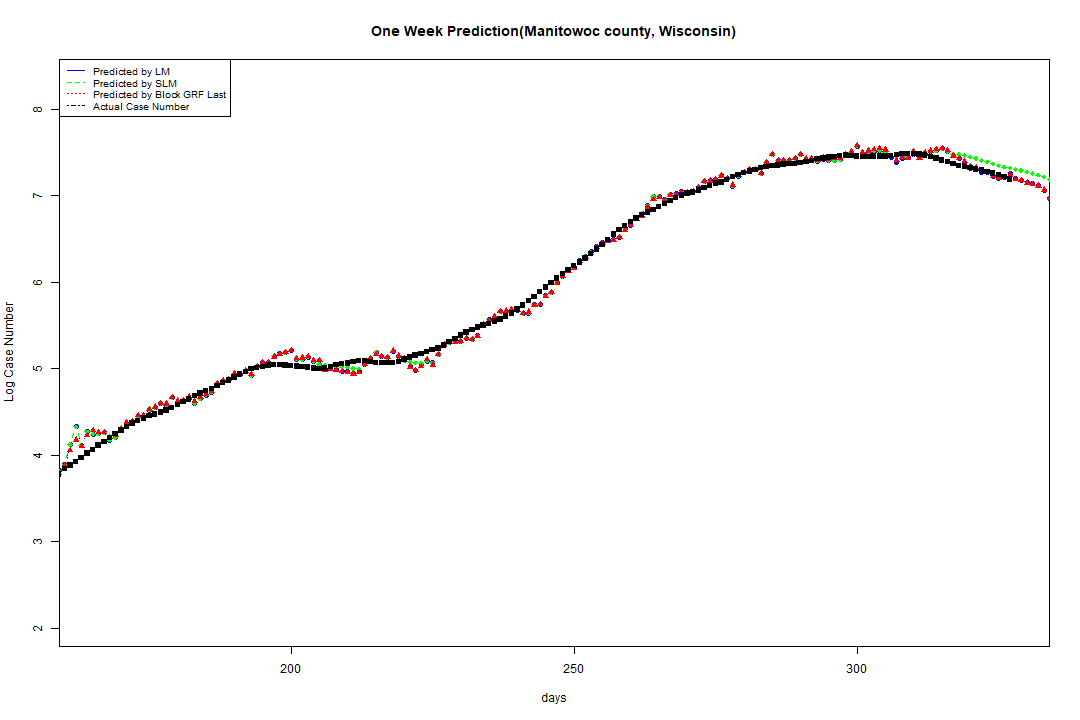 One Week Prediction(Manitowoc county, Wisconsin)
Predicted by LM
Predicted by SLM
Predicted by Block GRF Last
Actual Case Number
8
7
6
5
4
3
2
Log Case Number
200
250
300
days